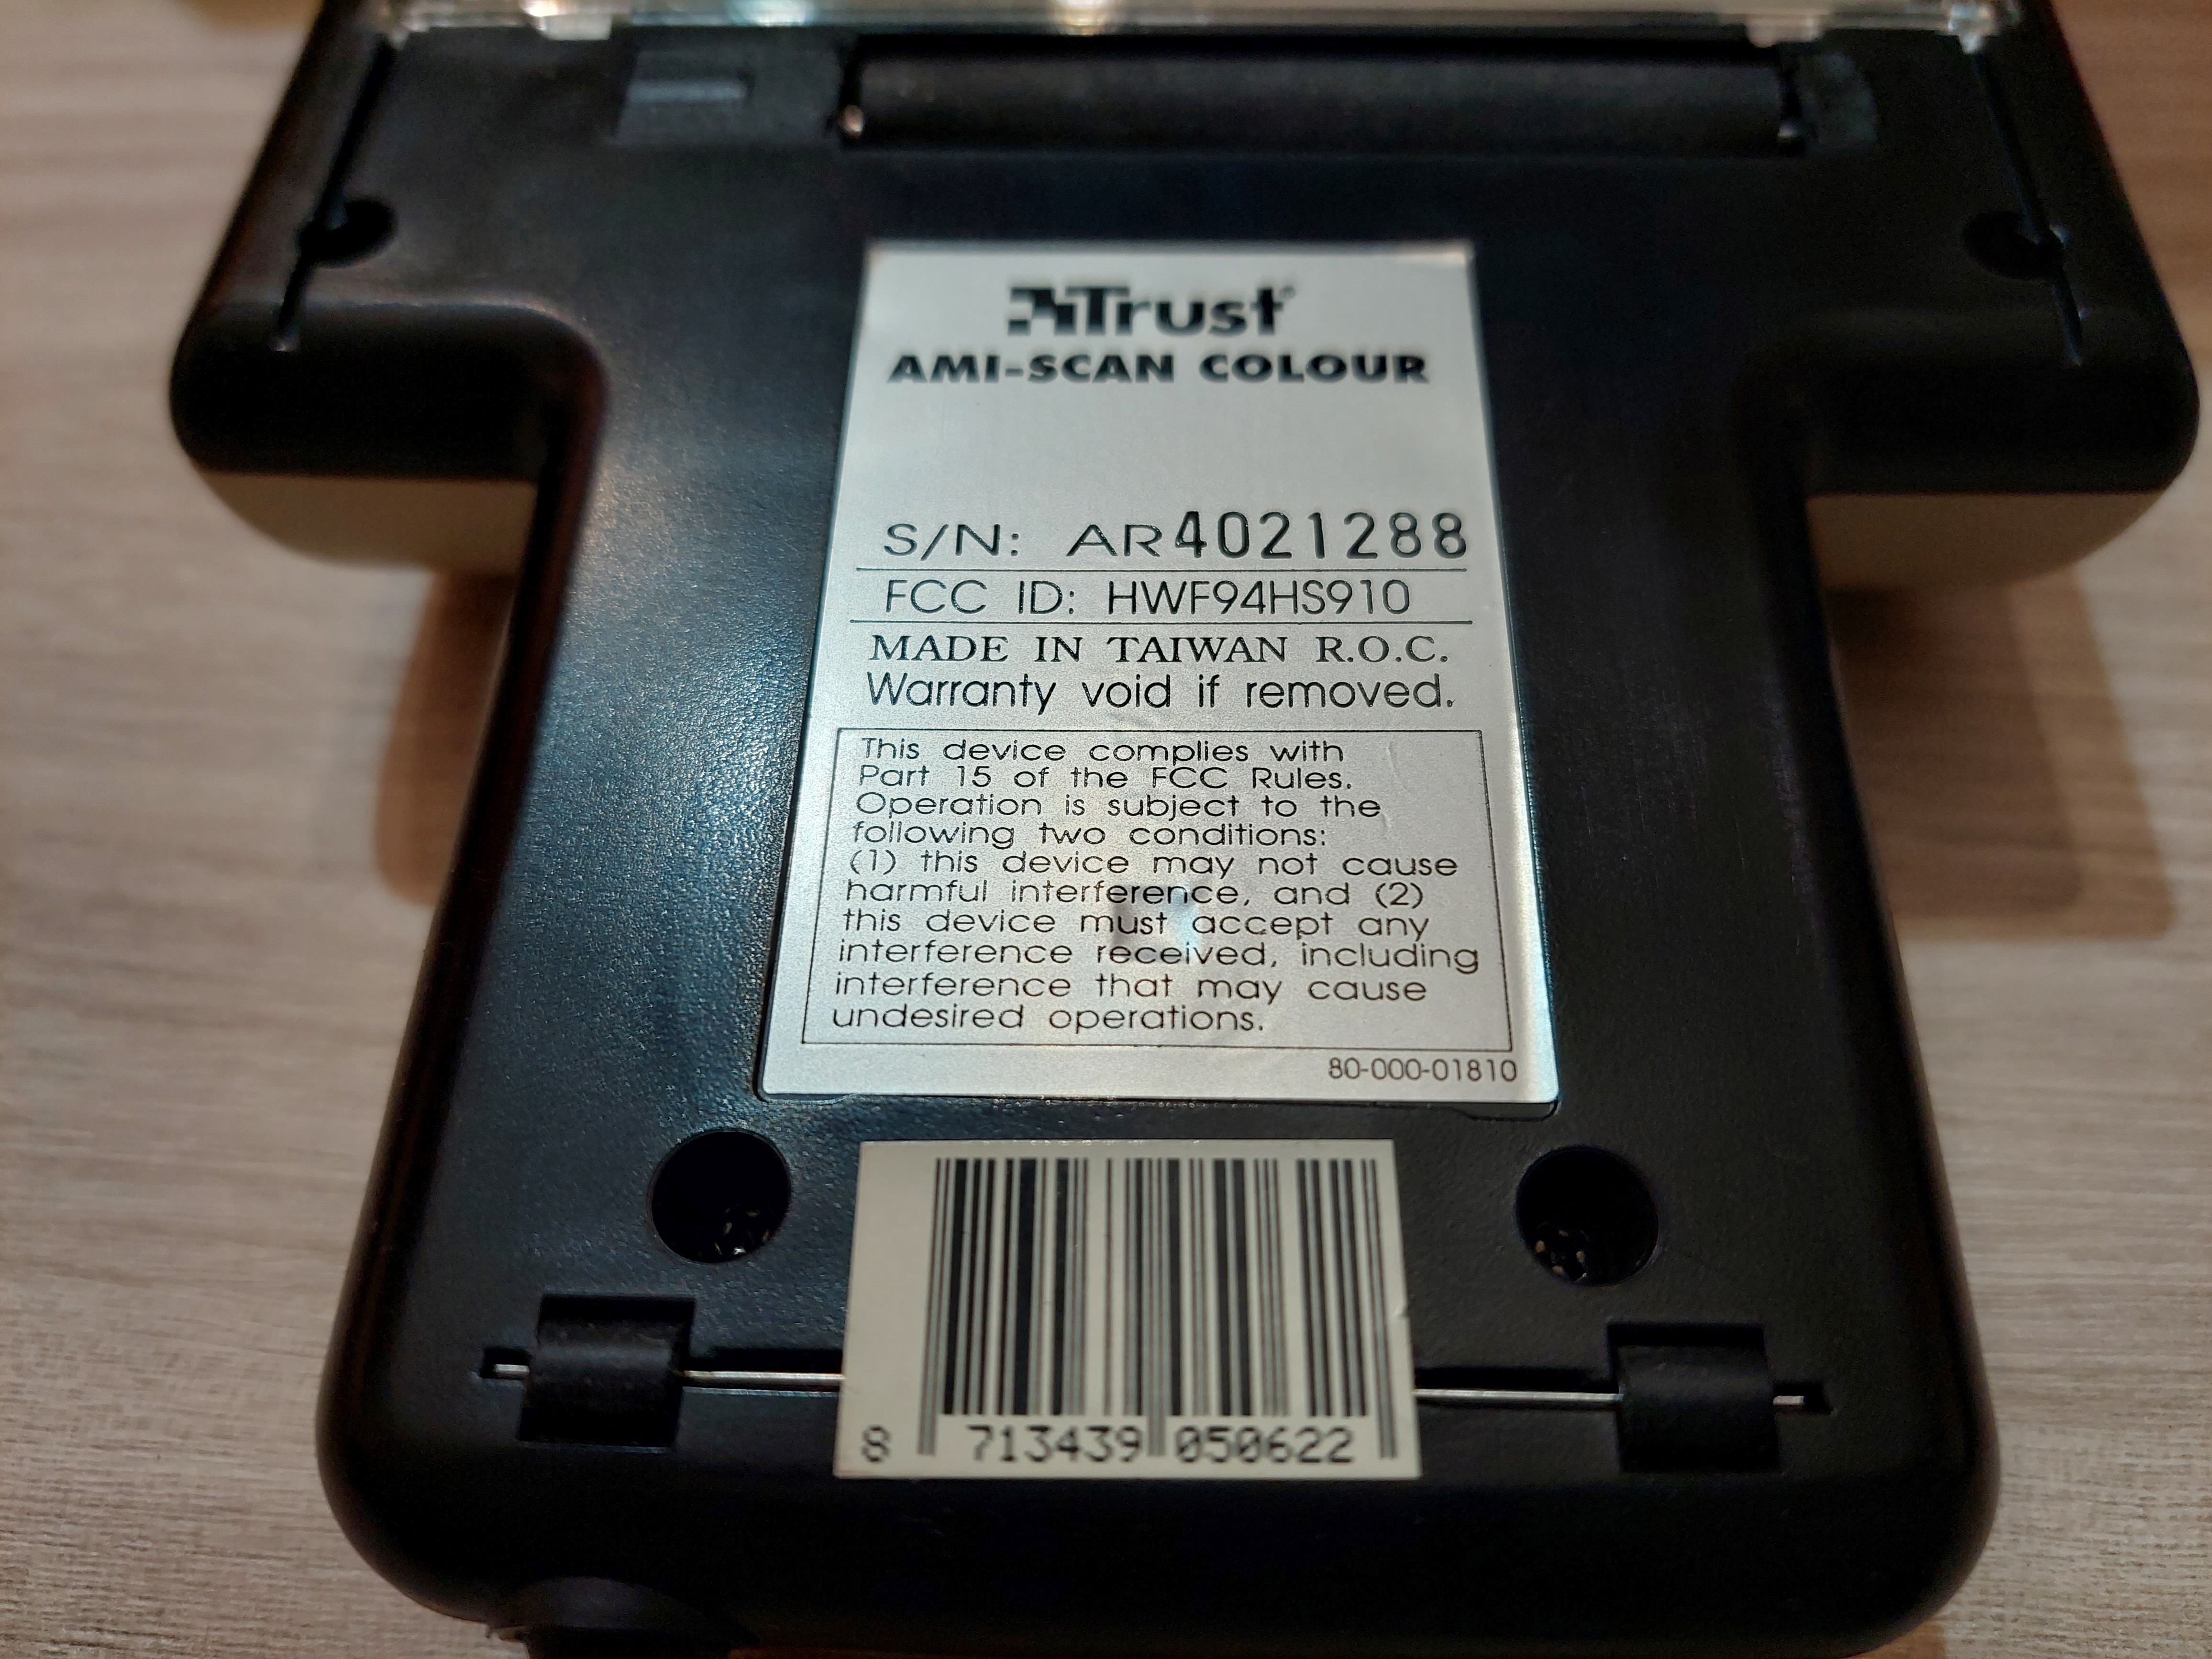 Trust®
AMI-SCAN COLOUR
S/N: AR4021288
FCC ID: HWF94HS910
MADE IN TAIWAN R.O.C.
Warranty void if removed.
This device complies with
Part 15 of the FCC Rules.
Operation is subject to the
following two conditions:
(1) this device may not cause
harmful interference, and (2)
this device must accept any
interference received, including
interference that may cause
undesired operations.
80-000-01810
8 713439 050622